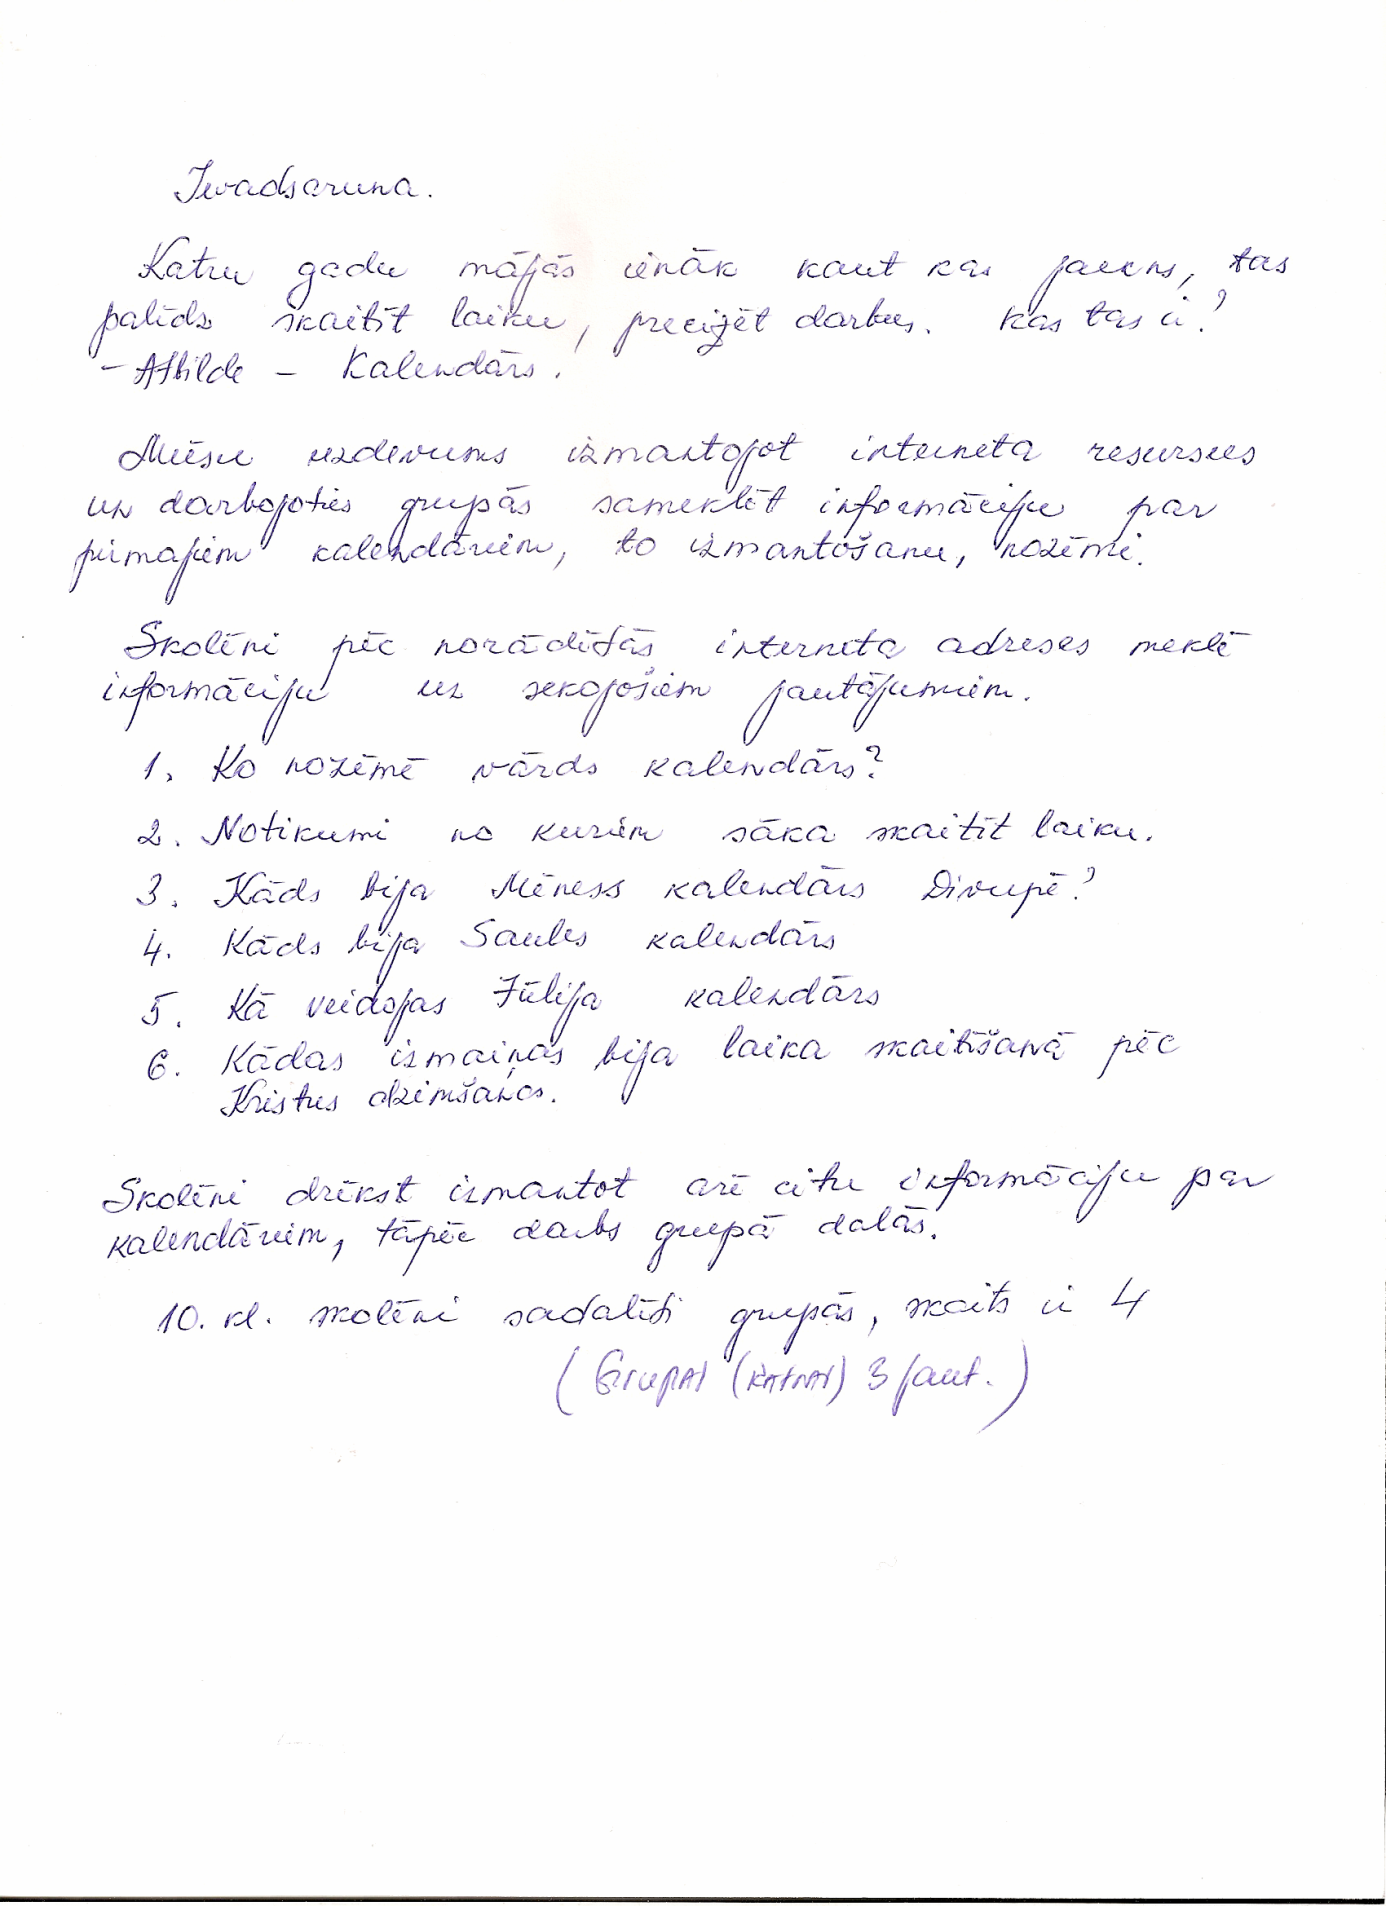 Ievadsaruna.
Katru gadu mājās ienāk kaut kas jauns, tas
palīdz skaitīt laiku, precizēt darbus. Kas tas ir?
- Atbilde - Kalendārs!
Mūsu uzdevums izmantojot interneta resursus
un darbojoties grupās sameklēt informāciju par
pirmajiem kalendāriem, to izmantošanu, nozīmi.
Skolēni pēc norādītās interneta adreses meklē
informāciju uz sekojošiem jautājumiem.
1. Ko nozīmē vārds kalendārs?
2. Notikumi no kuriem sāka skaitīt laiku.
3. Kāds bija Mēness kalendārs Divupē?
4. Kāds bija Saules kalendārs
5. Kā veidojas Jūlija kalendārs
6. Kādas izmaiņas bija laika skaitīšanā pēc
Kristus dzimšanas.
Skolēni drīkst izmantot arī citu informāciju par
kalendāriem, tāpēc darbs grupā dalās.
10. kl. skolēni sadalīti grupās, skaits ir 4
(Grupai (katrai) 3 jaut.)